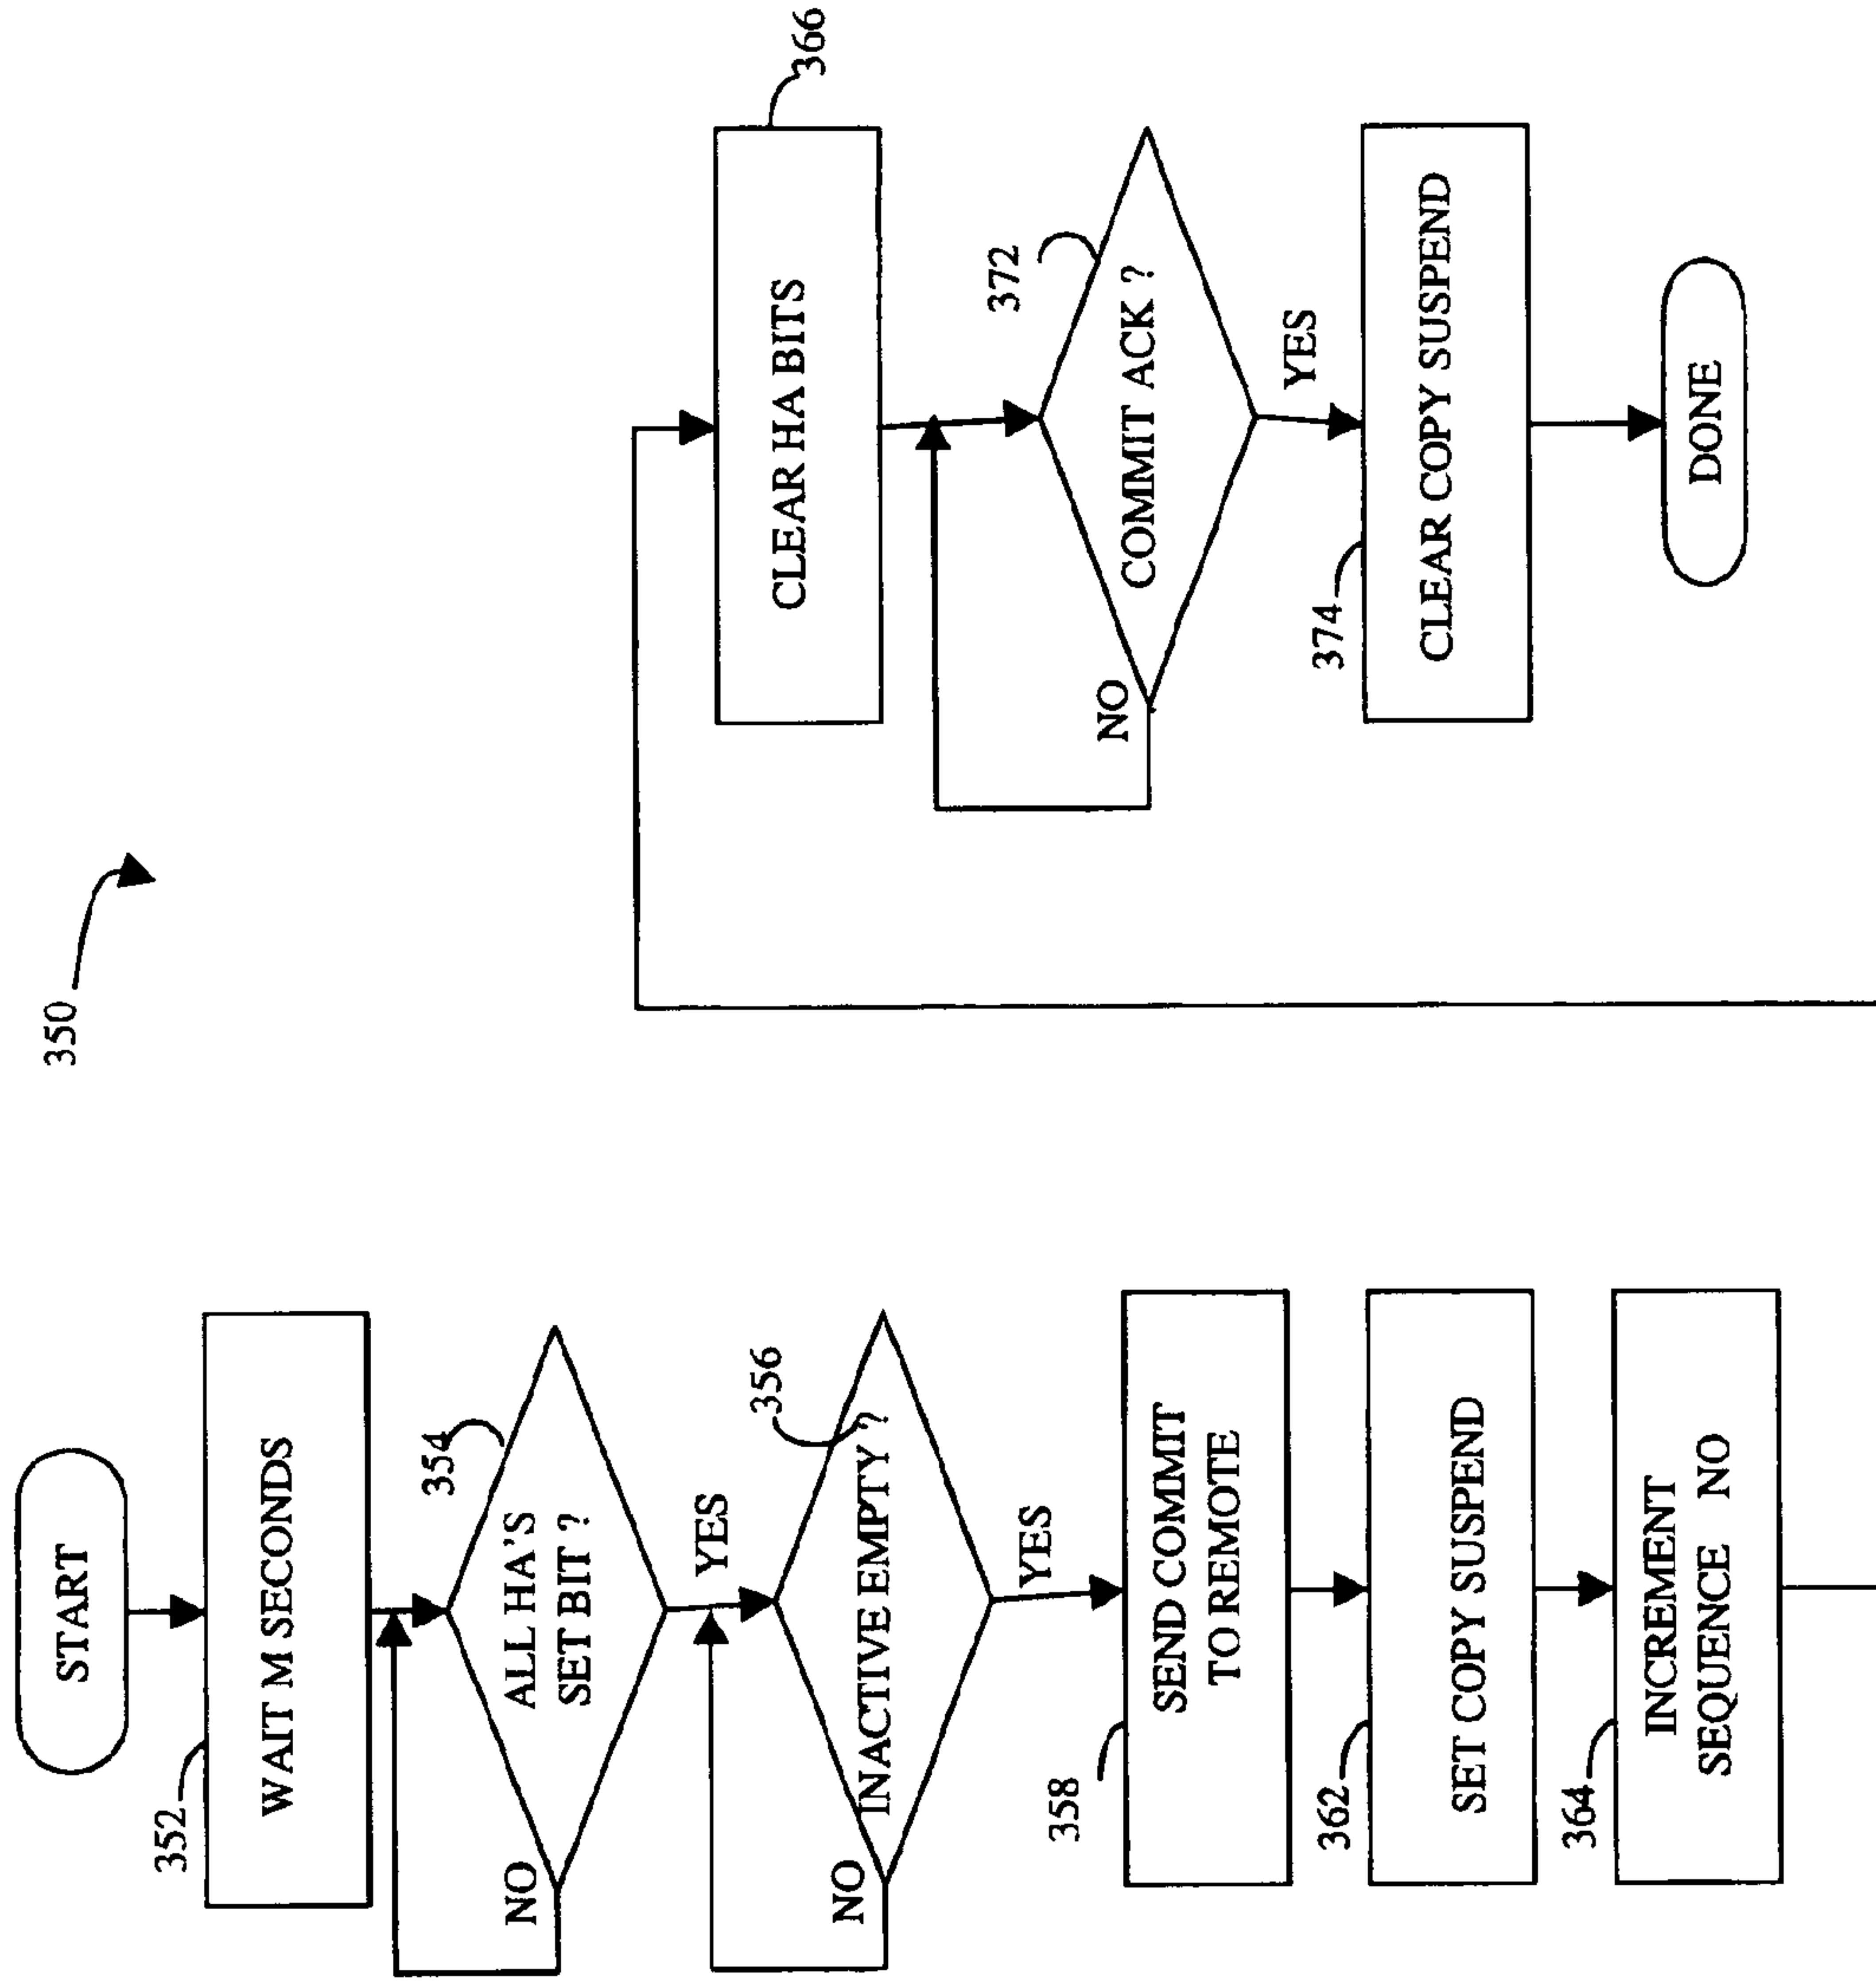 350
START
352
WAIT M SECONDS
354
ALL HA'S
SET BIT ?
NO
YES
356
INACTIVE EMPTY ?
NO
YES
358
SEND COMMIT
TO REMOTE
362
SET COPY SUSPEND
364
INCREMENT
SEQUENCE NO
366
CLEAR HA BITS
372
COMMIT ACK ?
NO
YES
374
CLEAR COPY SUSPEND
DONE